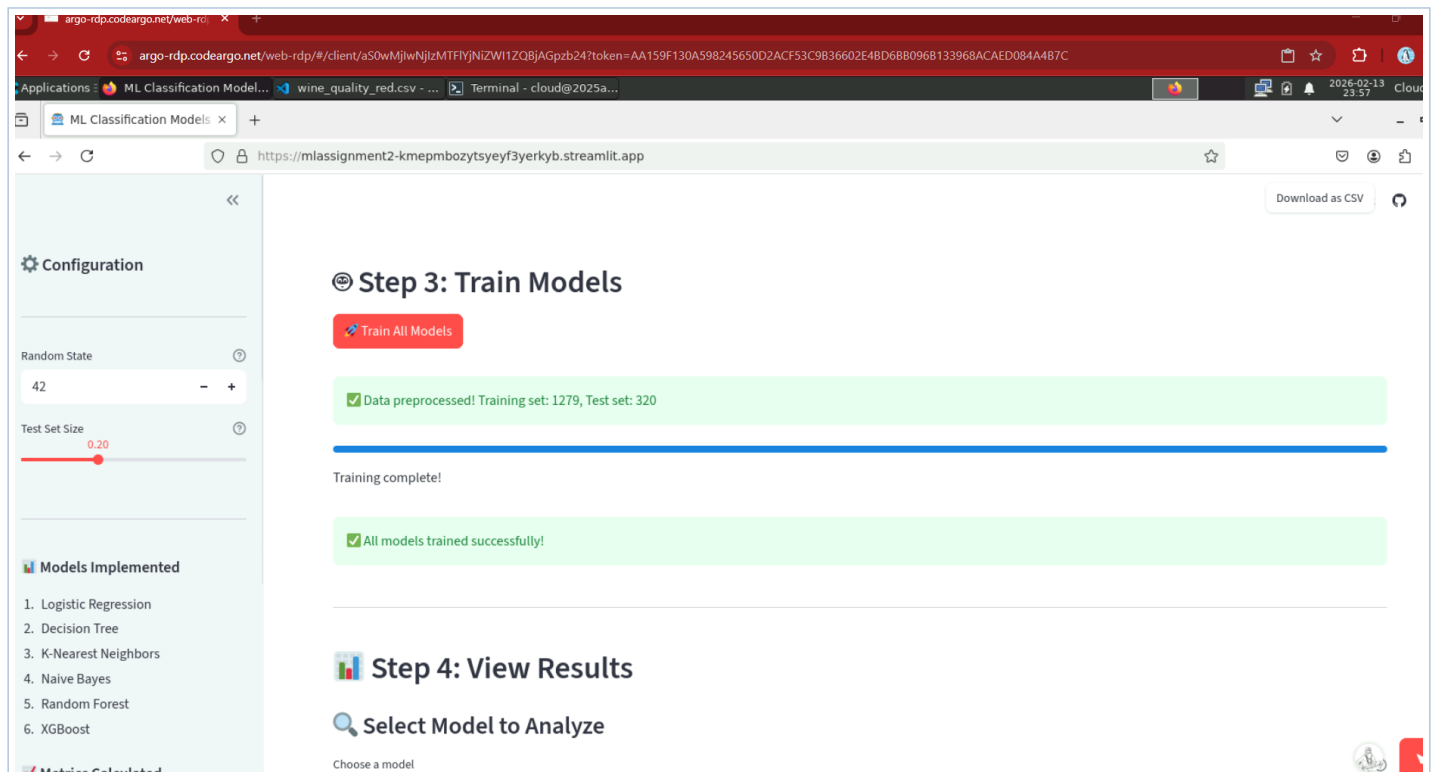 argo-rdp.codeargo.net/web-rd
argo-rdp.codeargo.net/web-rdp/#/client/aS0wMjIwNjIzMTFlYjNiZWI1ZQBjAGpzb24?token=AA159F130A598245650D2ACF53C9B36602E4BD6BB096B133968ACAED084A4B7C
Applications ML Classification Model... wine_quality_red.csv - ... Terminal - cloud@2025a... 2026-02-13 23:57 Clou
ML Classification Models
https://mlassignment2-kmepmbozytsyeyf3yerkyb.streamlit.app
Download as CSV
Configuration
Random State
42
Test Set Size
0.20
Models Implemented
1. Logistic Regression
2. Decision Tree
3. K-Nearest Neighbors
4. Naive Bayes
5. Random Forest
6. XGBoost
Metrics Calculated
Step 3: Train Models
Train All Models
Data preprocessed! Training set: 1279, Test set: 320
Training complete!
All models trained successfully!
Step 4: View Results
Select Model to Analyze
Choose a model